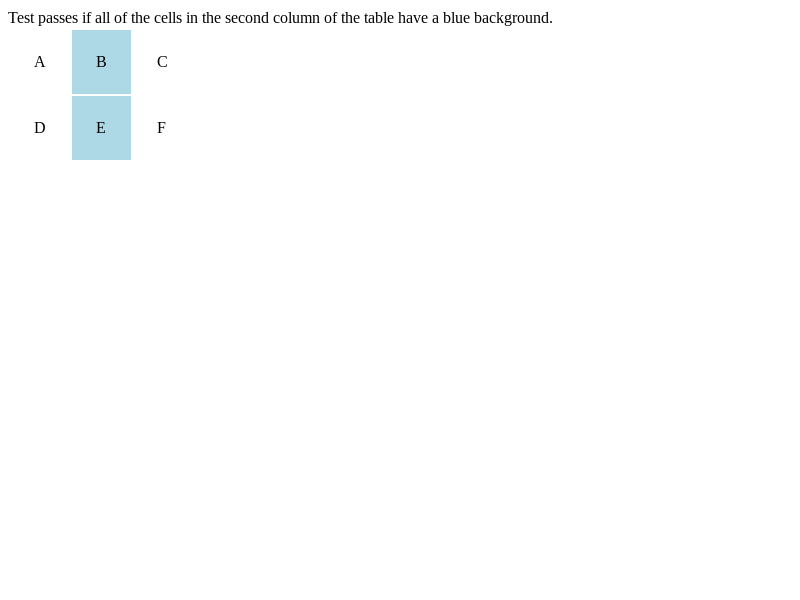 Test passes if all of the cells in the second column of the table have a blue background.
A B C
D E F